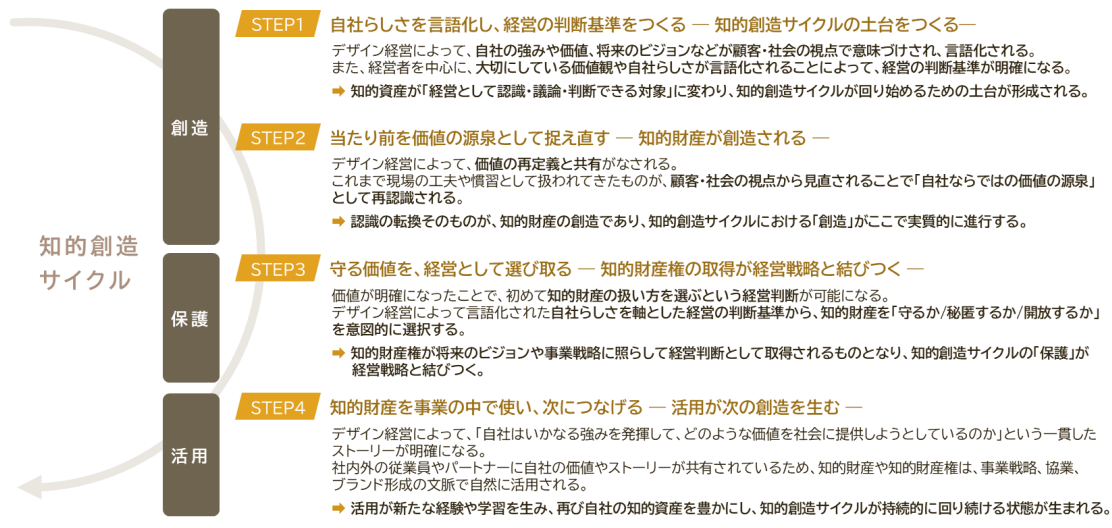 知的創造
サイクル
創造
STEP1 自社らしさを言語化し、経営の判断基準をつくる ― 知的創造サイクルの土台をつくる―
デザイン経営によって、自社の強みや価値、将来のビジョンなどが顧客・社会の視点で意味づけされ、言語化される。
また、経営者を中心に、大切にしている価値観や自社らしさが言語化されることによって、経営の判断基準が明確になる。
➡ 知的資産が「経営として認識・議論・判断できる対象」に変わり、知的創造サイクルが回り始めるための土台が形成される。
STEP2 当たり前を価値の源泉として捉え直す ― 知的財産が創造される ―
デザイン経営によって、価値の再定義と共有がなされる。
これまで現場の工夫や慣習として扱われてきたものが、顧客・社会の視点から見直されることで「自社ならではの価値の源泉」
として再認識される。
➡ 認識の転換そのものが、知的財産の創造であり、知的創造サイクルにおける「創造」がここで実質的に進行する。
保護
STEP3 守る価値を、経営として選び取る ― 知的財産権の取得が経営戦略と結びつく ―
価値が明確になったことで、初めて知的財産の扱い方を選ぶという経営判断が可能になる。
デザイン経営によって言語化された自社らしさを軸とした経営の判断基準から、知的財産を「守るか/秘匿するか/開放するか」
を意図的に選択する。
➡ 知的財産権が将来のビジョンや事業戦略に照らして経営判断として取得されるものとなり、知的創造サイクルの「保護」が
経営戦略と結びつく。
活用
STEP4 知的財産を事業の中で使い、次につなげる ― 活用が次の創造を生む ―
デザイン経営によって、「自社はいかなる強みを発揮して、どのような価値を社会に提供しようとしているのか」という一貫した
ストーリーが明確になる。
社内外の従業員やパートナーに自社の価値やストーリーが共有されているため、知的財産や知的財産権は、事業戦略、協業、
ブランド形成の文脈で自然に活用される。
➡ 活用が新たな経験や学習を生み、再び自社の知的資産を豊かにし、知的創造サイクルが持続的に回り続ける状態が生まれる。